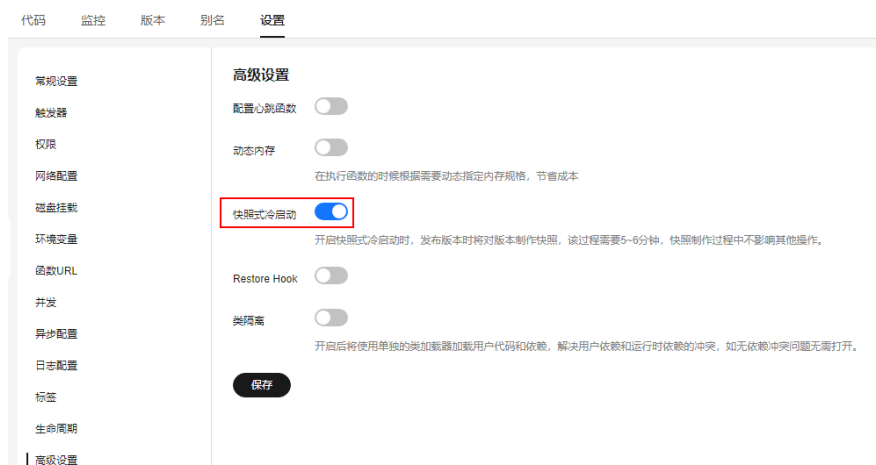 代码 监控 版本 别名 设置
常规设置
触发器
权限
网络配置
磁盘挂载
环境变量
函数URL
并发
异步配置
日志配置
标签
生命周期
高级设置
高级设置
配置心跳函数
动态内存
在执行函数的时候根据需要动态指定内存规格，节省成本
快照式冷启动
开启快照式冷启动时，发布版本时将对版本制作快照，该过程需要5~6分钟，快照制作过程中不影响其他操作。
Restore Hook
类隔离
开启后将使用单独的类加载器加载用户代码和依赖，解决用户依赖和运行时依赖的冲突，如无依赖冲突问题无需打开。
保存